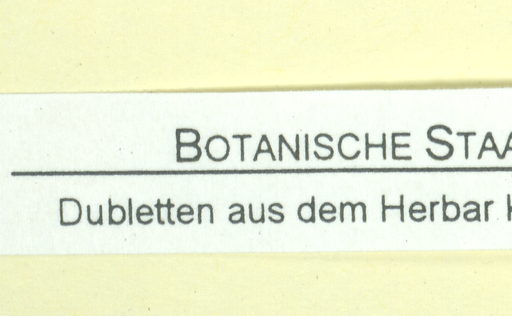 BOTANISCHE
Dubletten aus dem Herbar